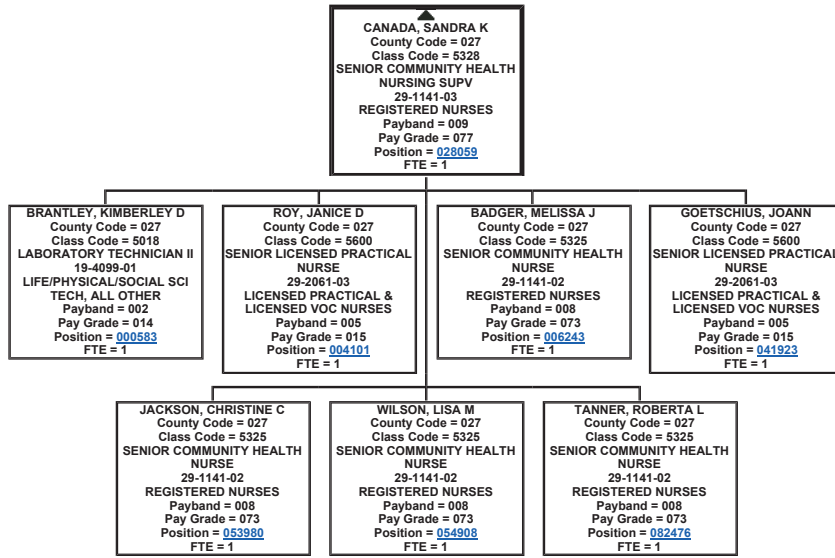 CANADA, SANDRA K
County Code = 027
Class Code = 5328
SENIOR COMMUNITY HEALTH
NURSING SUPV
29-1141-03
REGISTERED NURSES
Payband = 009
Pay Grade = 077
Position = 028059
FTE = 1
BRANTLEY, KIMBERLEY D
County Code = 027
Class Code = 5018
LABORATORY TECHNICIAN II
19-4099-01
LIFE/PHYSICAL/SOCIAL SCI
TECH, ALL OTHER
Payband = 002
Pay Grade = 014
Position = 000583
FTE = 1
ROY, JANICE D
County Code = 027
Class Code = 5600
SENIOR LICENSED PRACTICAL
NURSE
29-2061-03
LICENSED PRACTICAL &
LICENSED VOC NURSES
Payband = 005
Pay Grade = 015
Position = 004101
FTE = 1
BADGER, MELISSA J
County Code = 027
Class Code = 5325
SENIOR COMMUNITY HEALTH
NURSE
29-1141-02
REGISTERED NURSES
Payband = 008
Pay Grade = 073
Position = 006243
FTE = 1
GOETSCHIUS, JOANN
County Code = 027
Class Code = 5600
SENIOR LICENSED PRACTICAL
NURSE
29-2061-03
LICENSED PRACTICAL &
LICENSED VOC NURSES
Payband = 005
Pay Grade = 015
Position = 041923
FTE = 1
JACKSON, CHRISTINE C
County Code = 027
Class Code = 5325
SENIOR COMMUNITY HEALTH
NURSE
29-1141-02
REGISTERED NURSES
Payband = 008
Pay Grade = 073
Position = 053980
FTE = 1
WILSON, LISA M
County Code = 027
Class Code = 5325
SENIOR COMMUNITY HEALTH
NURSE
29-1141-02
REGISTERED NURSES
Payband = 008
Pay Grade = 073
Position = 054908
FTE = 1
TANNER, ROBERTA L
County Code = 027
Class Code = 5325
SENIOR COMMUNITY HEALTH
NURSE
29-1141-02
REGISTERED NURSES
Payband = 008
Pay Grade = 073
Position = 082476
FTE = 1